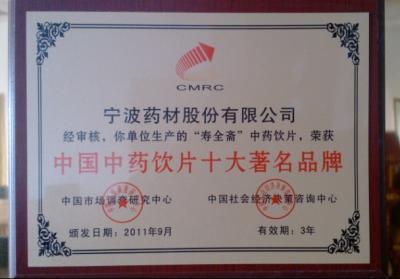 CMRC
宁波药材股份有限公司
经审核,你单位生产的“寿全斋”中药饮片,荣获
中国中药饮片十大著名品牌
中国市场调查研究中心 中国社会经济决策咨询中心
颁发日期:2011年9月 有效期:3年